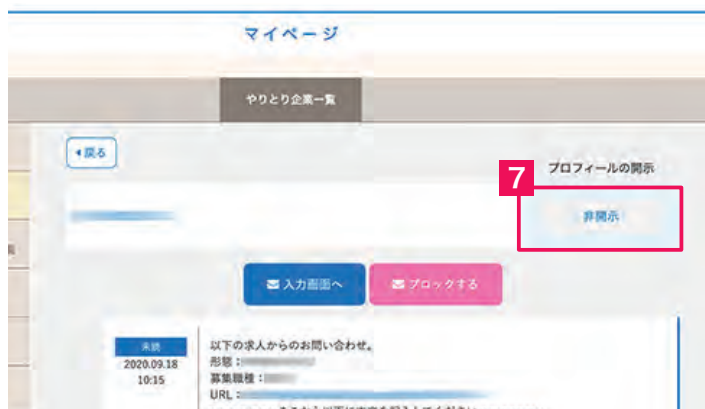 マイページ
やりとり企業一覧
戻る
プロフィールの開示
7
非開示
入力画面へ
ブロックする
未読
2020.09.18
10:15
以下の求人からのお問い合わせ。
形態：
募集職種：
URL：